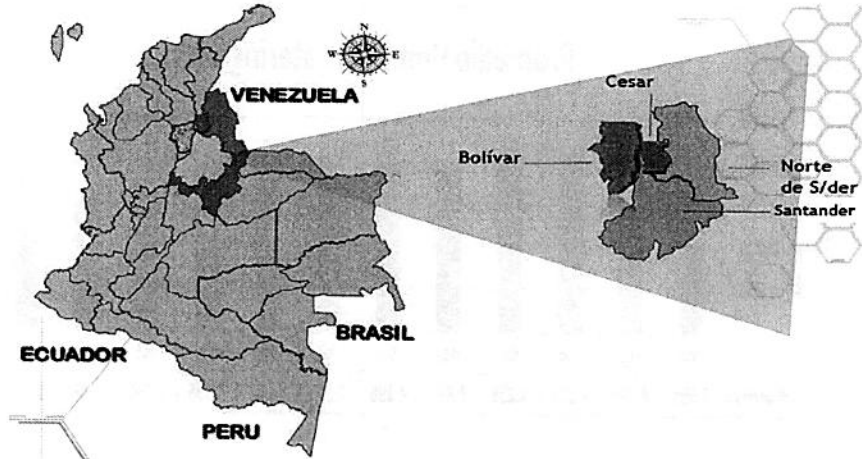 N
W
E
S
VENEZUELA
Cesar
Bolívar
Norte
de S/der
Santander
BRASIL
ECUADOR
PERU